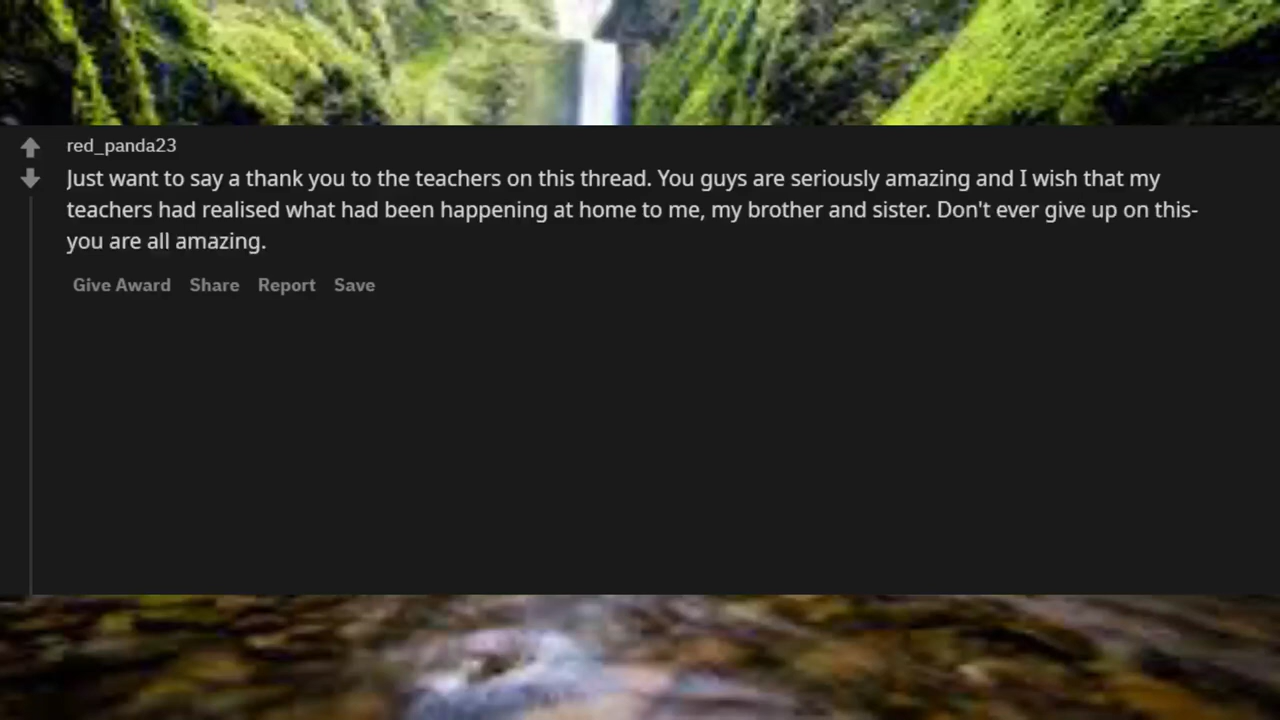 red_panda23
Just want to say a thank you to the teachers on this thread. You guys are seriously amazing and I wish that my
teachers had realised what had been happening at home to me, my brother and sister. Don't ever give up on this-
you are all amazing.
Give Award Share Report Save